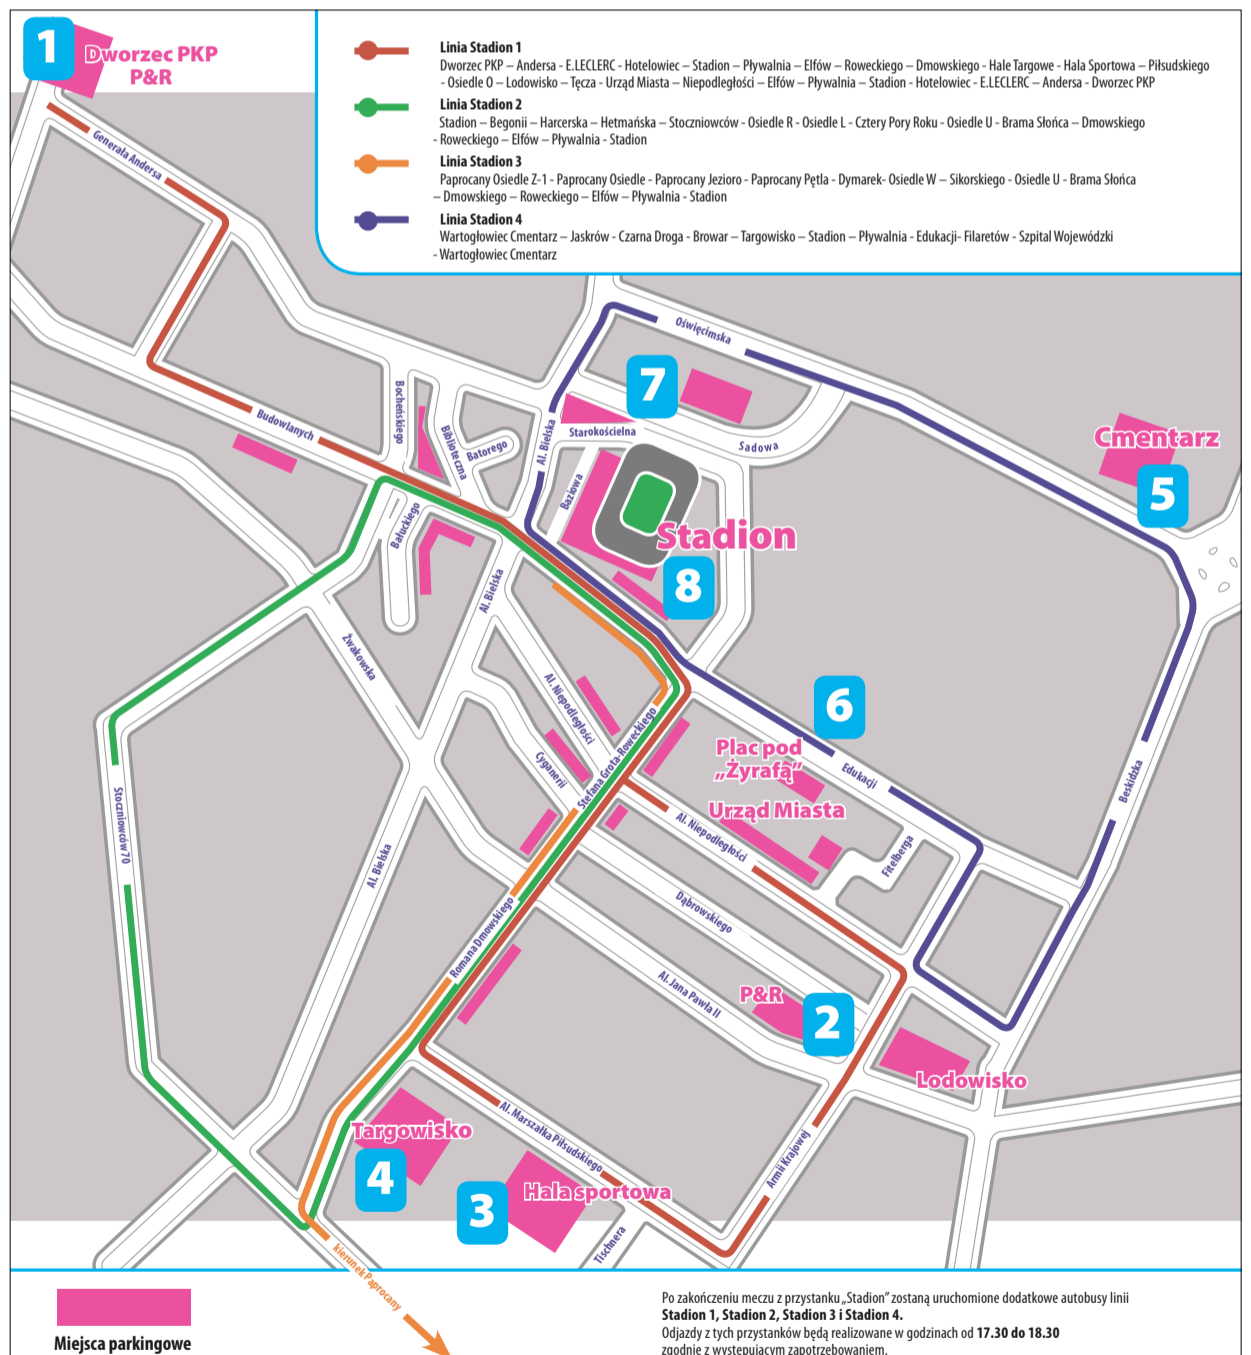 1
Dworzec PKP
P&R
Linia Stadion 1
Dworzec PKP – Andersa - E.LECLERC - Hotelowiec – Stadion – Pływalnia – Elfów – Roweckiego – Dmowskiego - Hale Targowe - Hala Sportowa – Piłsudskiego
- Osiedle O – Lodowisko – Tęcza - Urząd Miasta – Niepodległości – Elfów – Pływalnia – Stadion - Hotelowiec - E.LECLERC – Andersa - Dworzec PKP
Linia Stadion 2
Stadion – Begonii – Harcerska – Hetmańska – Stoczniowców - Osiedle R - Osiedle L - Cztery Pory Roku - Osiedle U - Brama Słońca – Dmowskiego
- Roweckiego – Elfów – Pływalnia - Stadion
Linia Stadion 3
Paprocany Osiedle Z-1 - Paprocany Osiedle - Paprocany Jezioro - Paprocany Pętla - Dymarek- Osiedle W – Sikorskiego - Osiedle U - Brama Słońca
– Dmowskiego – Roweckiego – Elfów – Pływalnia - Stadion
Linia Stadion 4
Wartogłowiec Cmentarz – Jaskrów - Czarna Droga - Browar – Targowisko – Stadion – Pływalnia - Edukacji- Filaretów - Szpital Wojewódzki
- Wartogłowiec Cmentarz
Generała Andersa
Oświęcimska
7
Budowlanych
Bocheńskiego
Biblioteczna
Batorego
Al. Bielska
Starokościelna
Sadowa
Cmentarz
5
Baziowa
Bałuckiego
Stadion
8
Al. Bielska
Żwakowska
Al. Niepodległości
Cyganerii
Stefana Grota-Roweckiego
6
Plac pod
„Żyrafą”
Edukacji
Urząd Miasta
Beskidzka
Stoczniowców 70
Al. Bielska
Al. Niepodległości
Fitelberga
Dąbrowskiego
Romana Dmowskiego
Al. Jana Pawła II
P&R
2
Lodowisko
Targowisko
4
Al. Marszałka Piłsudskiego
Armii Krajowej
Hala sportowa
3
Tischnera
kierunek Paprocany
Miejsca parkingowe
Po zakończeniu meczu z przystanku „Stadion” zostaną uruchomione dodatkowe autobusy linii
Stadion 1, Stadion 2, Stadion 3 i Stadion 4.
Odjazdy z tych przystanków będą realizowane w godzinach od 17.30 do 18.30
zgodnie z występującym zapotrzebowaniem.